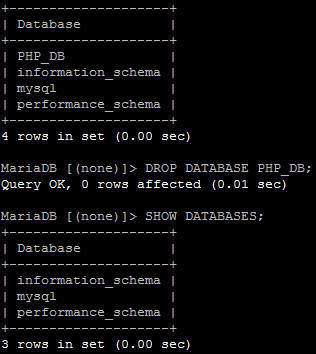 +--------------------+
| Database           |
+--------------------+
| PHP_DB             |
| information_schema |
| mysql              |
| performance_schema |
+--------------------+
4 rows in set (0.00 sec)

MariaDB [(none)]> DROP DATABASE PHP_DB;
Query OK, 0 rows affected (0.01 sec)

MariaDB [(none)]> SHOW DATABASES;
+--------------------+
| Database           |
+--------------------+
| information_schema |
| mysql              |
| performance_schema |
+--------------------+
3 rows in set (0.00 sec)